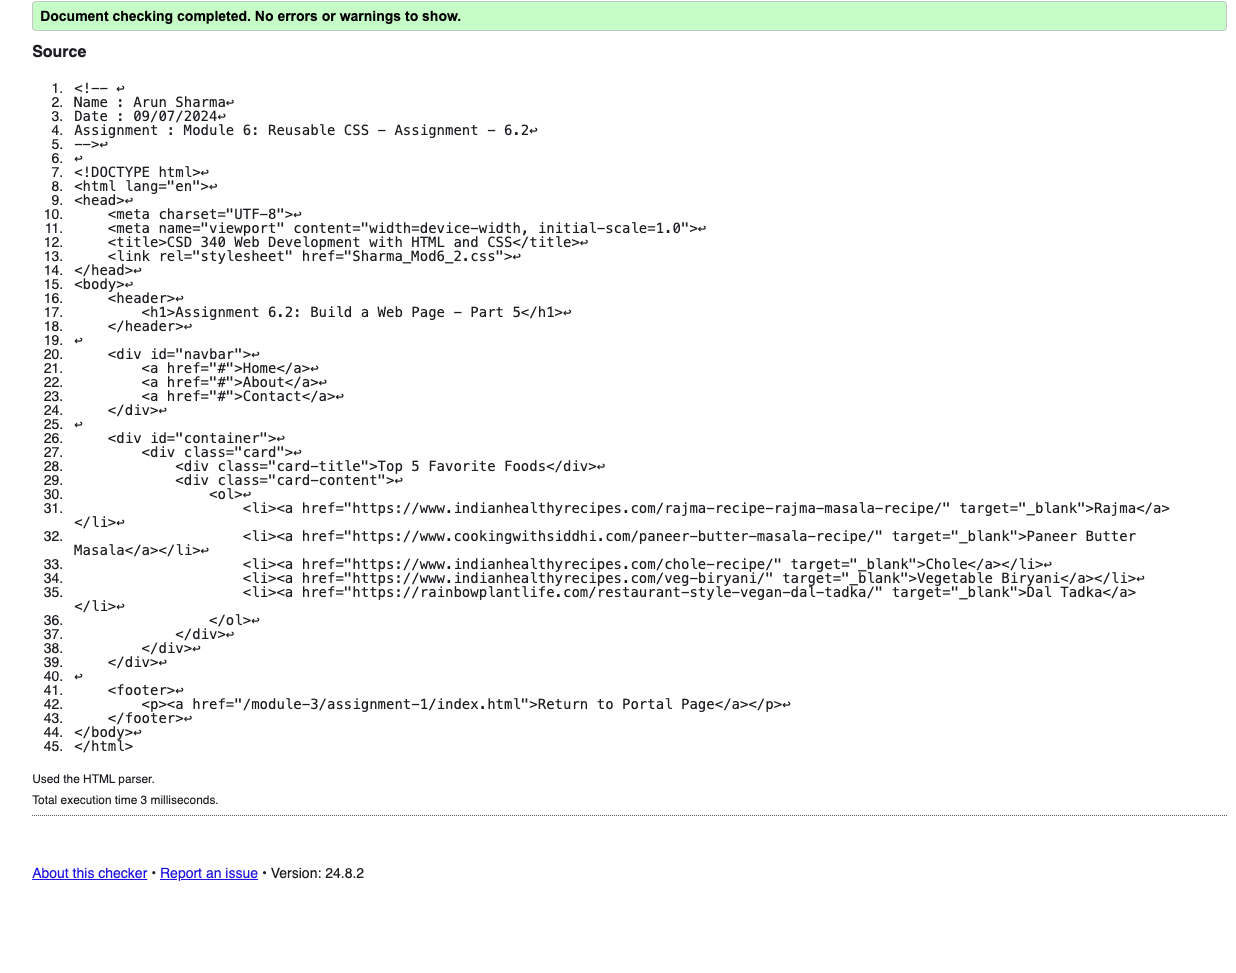 Document checking completed. No errors or warnings to show.
Source
1. <!-- ↩
2. Name : Arun Sharma↩
3. Date : 09/07/2024↩
4. Assignment : Module 6: Reusable CSS - Assignment - 6.2↩
5. -->↩
6. ↩
7. <!DOCTYPE html>↩
8. <html lang="en">↩
9. <head>↩
10.     <meta charset="UTF-8">↩
11.     <meta name="viewport" content="width=device-width, initial-scale=1.0">↩
12.     <title>CSD 340 Web Development with HTML and CSS</title>↩
13.     <link rel="stylesheet" href="Sharma_Mod6_2.css">↩
14. </head>↩
15. <body>↩
16.     <header>↩
17.         <h1>Assignment 6.2: Build a Web Page - Part 5</h1>↩
18.     </header>↩
19. ↩
20.     <div id="navbar">↩
21.         <a href="#">Home</a>↩
22.         <a href="#">About</a>↩
23.         <a href="#">Contact</a>↩
24.     </div>↩
25. ↩
26.     <div id="container">↩
27.         <div class="card">↩
28.             <div class="card-title">Top 5 Favorite Foods</div>↩
29.             <div class="card-content">↩
30.                 <ol>↩
31.                     <li><a href="https://www.indianhealthyrecipes.com/rajma-recipe-rajma-masala-recipe/" target="_blank">Rajma</a>
</li>↩
32.                     <li><a href="https://www.cookingwithsiddhi.com/paneer-butter-masala-recipe/" target="_blank">Paneer Butter
Masala</a></li>↩
33.                     <li><a href="https://www.indianhealthyrecipes.com/chole-recipe/" target="_blank">Chole</a></li>↩
34.                     <li><a href="https://www.indianhealthyrecipes.com/veg-biryani/" target="_blank">Vegetable Biryani</a></li>↩
35.                     <li><a href="https://rainbowplantlife.com/restaurant-style-vegan-dal-tadka/" target="_blank">Dal Tadka</a>
</li>↩
36.                 </ol>↩
37.             </div>↩
38.         </div>↩
39.     </div>↩
40. ↩
41.     <footer>↩
42.         <p><a href="/module-3/assignment-1/index.html">Return to Portal Page</a></p>↩
43.     </footer>↩
44. </body>↩
45. </html>
Used the HTML parser.
Total execution time 3 milliseconds.
About this checker • Report an issue • Version: 24.8.2